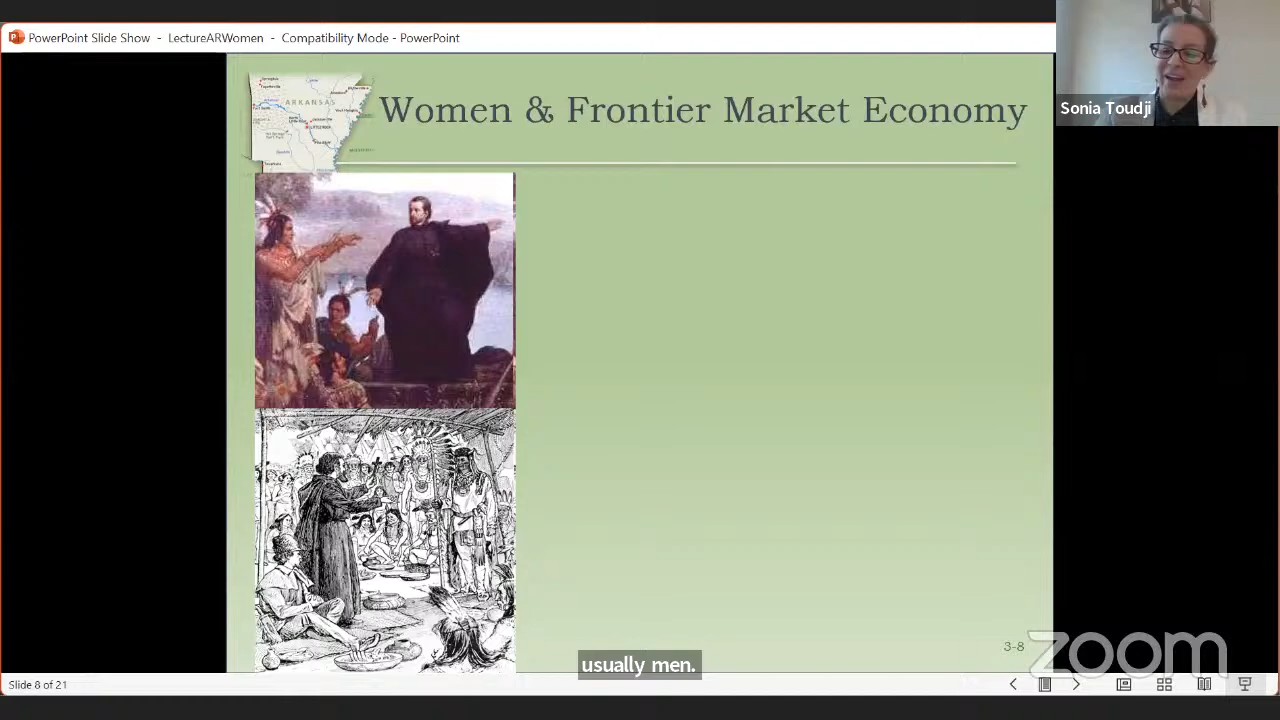 PowerPoint Slide Show - LectureARWomen - Compatibility Mode - PowerPoint
ARKANSAS
Women & Frontier Market Economy
Sonia Toudji
3-8
zoom
usually men.
Slide 8 of 21